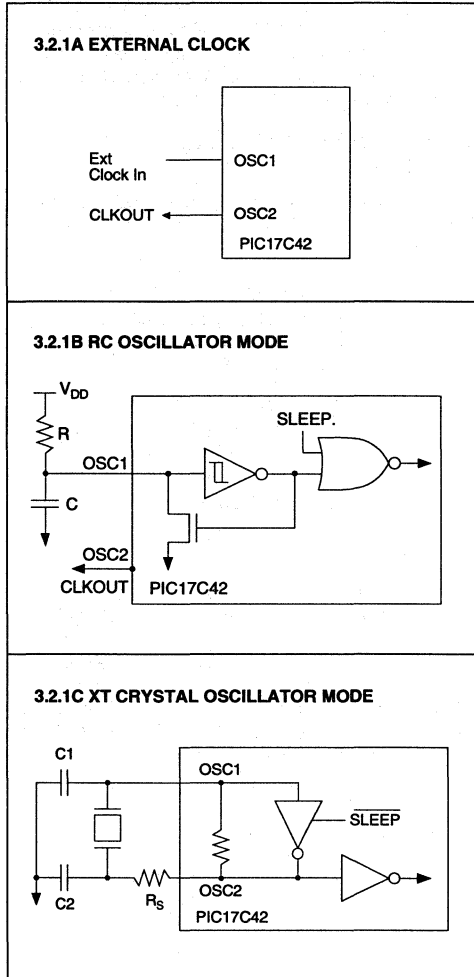 3.2.1A EXTERNAL CLOCK
Ext
Clock In
OSC1
CLKOUT
OSC2
PIC17C42
3.2.1B RC OSCILLATOR MODE
VDD
R
SLEEP.
OSC1
C
OSC2
CLKOUT
PIC17C42
3.2.1C XT CRYSTAL OSCILLATOR MODE
C1
OSC1
SLEEP
C2
RS
OSC2
PIC17C42